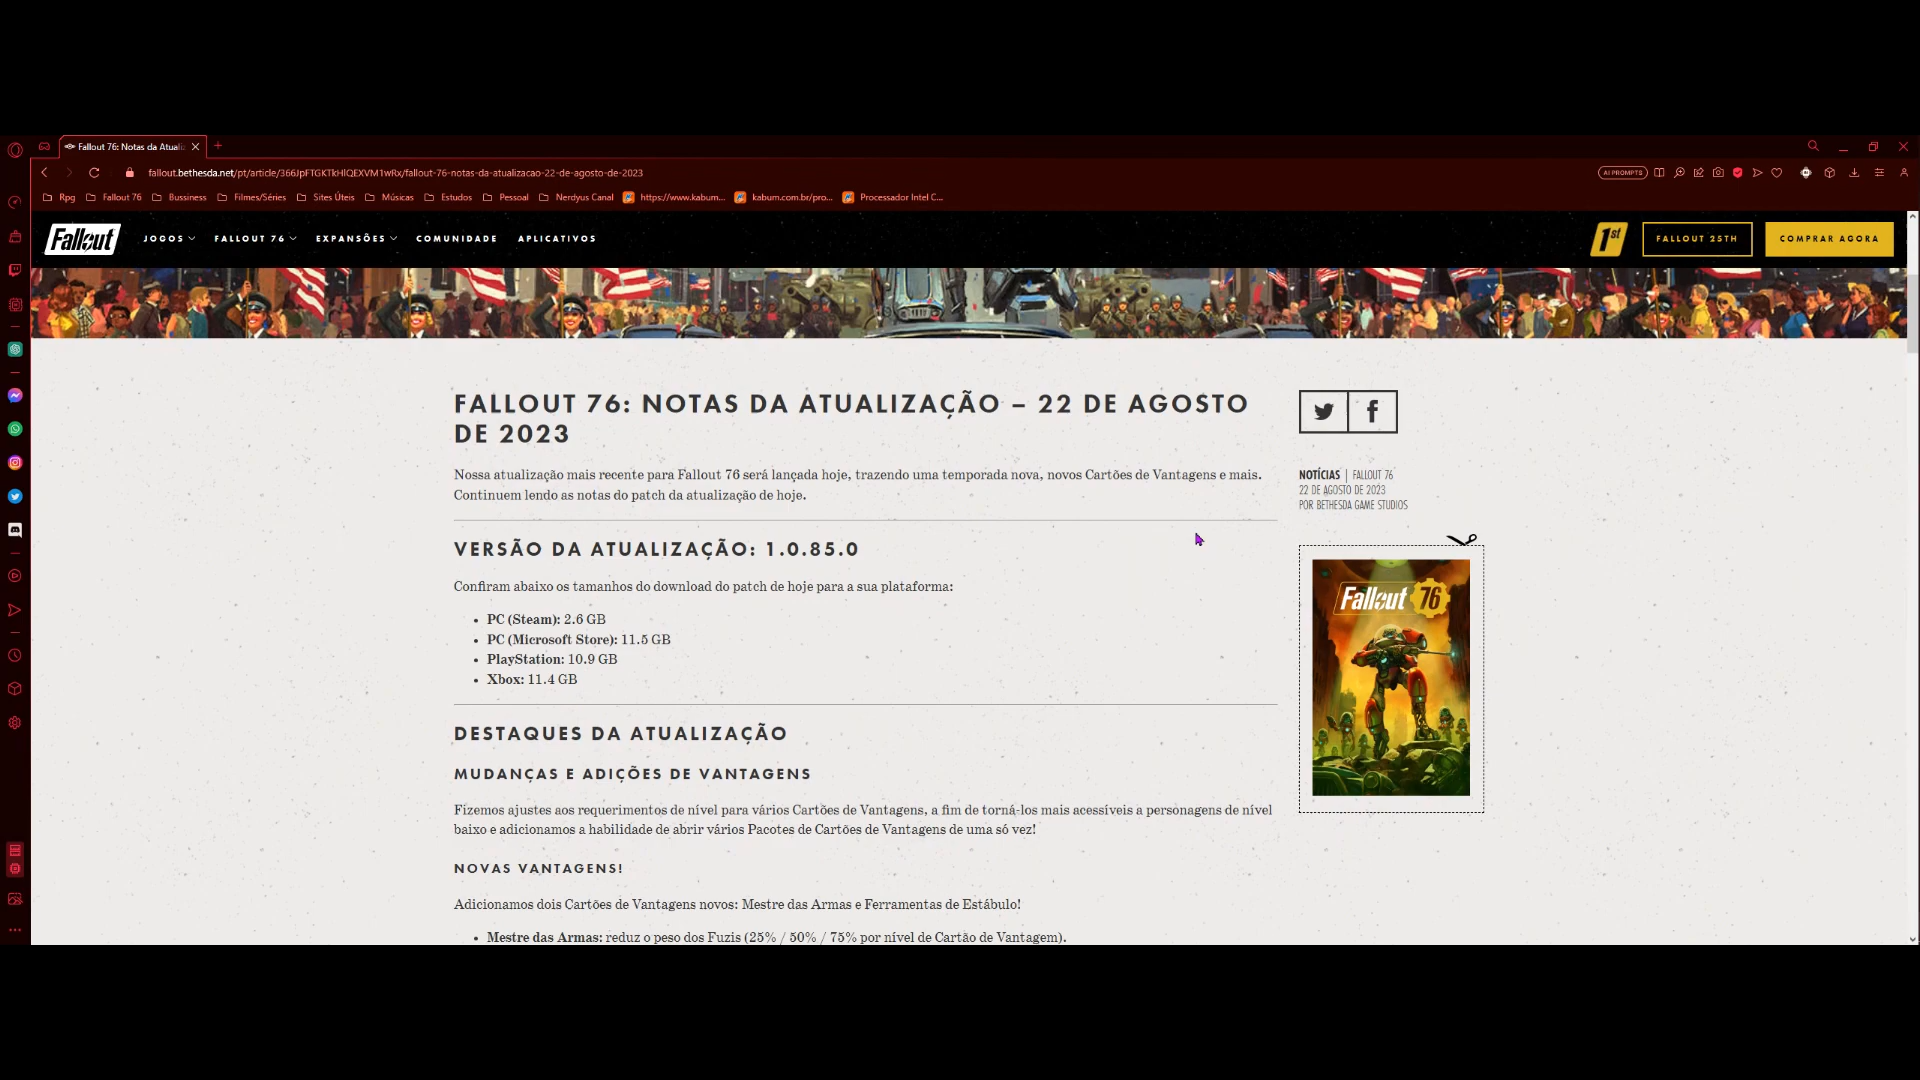 Fallout 76: Notas da Atuali
fallout.bethesda.net/pt/article/366JpFTGKTkHlQEXVM1wRx/fallout-76-notas-da-atualizacao-22-de-agosto-de-2023
AI PROMPTS
Rpg Fallout 76 Bussiness Filmes/Séries Sites Úteis Músicas Estudos Pessoal Nerdyus Canal https://www.kabum... kabum.com.br/pro... Processador Intel C...
Fallout JOGOS FALLOUT 76 EXPANSÕES COMUNIDADE APLICATIVOS 1st FALLOUT 25TH COMPRAR AGORA
FALLOUT 76: NOTAS DA ATUALIZAÇÃO – 22 DE AGOSTO
DE 2023
Nossa atualização mais recente para Fallout 76 será lançada hoje, trazendo uma temporada nova, novos Cartões de Vantagens e mais.
Continuem lendo as notas do patch da atualização de hoje.
NOTÍCIAS | FALLOUT 76
22 DE AGOSTO DE 2023
POR BETHESDA GAME STUDIOS
VERSÃO DA ATUALIZAÇÃO: 1.0.85.0
Confiram abaixo os tamanhos do download do patch de hoje para a sua plataforma:
• PC (Steam): 2.6 GB
• PC (Microsoft Store): 11.5 GB
• PlayStation: 10.9 GB
• Xbox: 11.4 GB
Fallout 76
DESTAQUES DA ATUALIZAÇÃO
MUDANÇAS E ADIÇÕES DE VANTAGENS
Fizemos ajustes aos requerimentos de nível para vários Cartões de Vantagens, a fim de torná-los mais acessíveis a personagens de nível
baixo e adicionamos a habilidade de abrir vários Pacotes de Cartões de Vantagens de uma só vez!
NOVAS VANTAGENS!
Adicionamos dois Cartões de Vantagens novos: Mestre das Armas e Ferramentas de Estábulo!
• Mestre das Armas: reduz o peso dos Fuzis (25% / 50% / 75% por nível de Cartão de Vantagem).